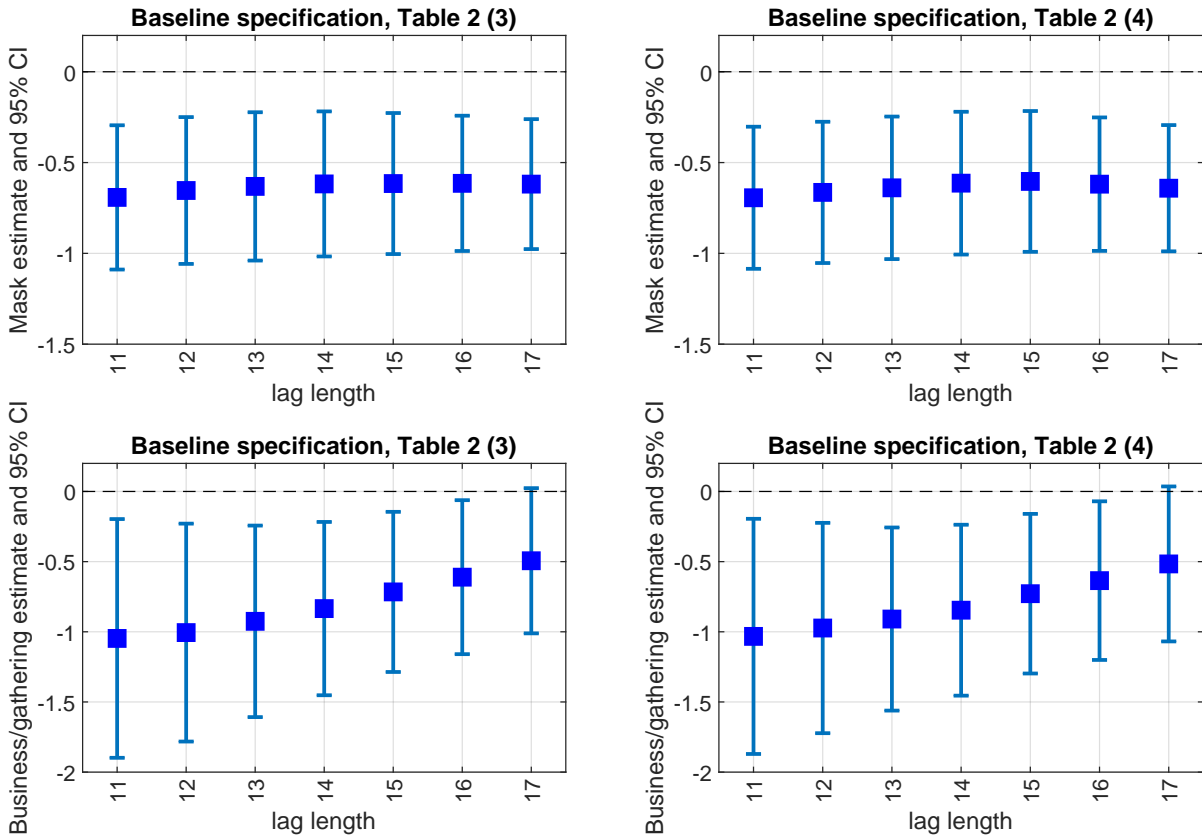 Baseline specification, Table 2 (3)
Mask estimate and 95% CI
0
-0.5
-1
-1.5
11 12 13 14 15 16 17
lag length
Baseline specification, Table 2 (4)
Mask estimate and 95% CI
0
-0.5
-1
-1.5
11 12 13 14 15 16 17
lag length
Baseline specification, Table 2 (3)
Business/gathering estimate and 95% CI
0
-0.5
-1
-1.5
-2
11 12 13 14 15 16 17
lag length
Baseline specification, Table 2 (4)
Business/gathering estimate and 95% CI
0
-0.5
-1
-1.5
-2
11 12 13 14 15 16 17
lag length